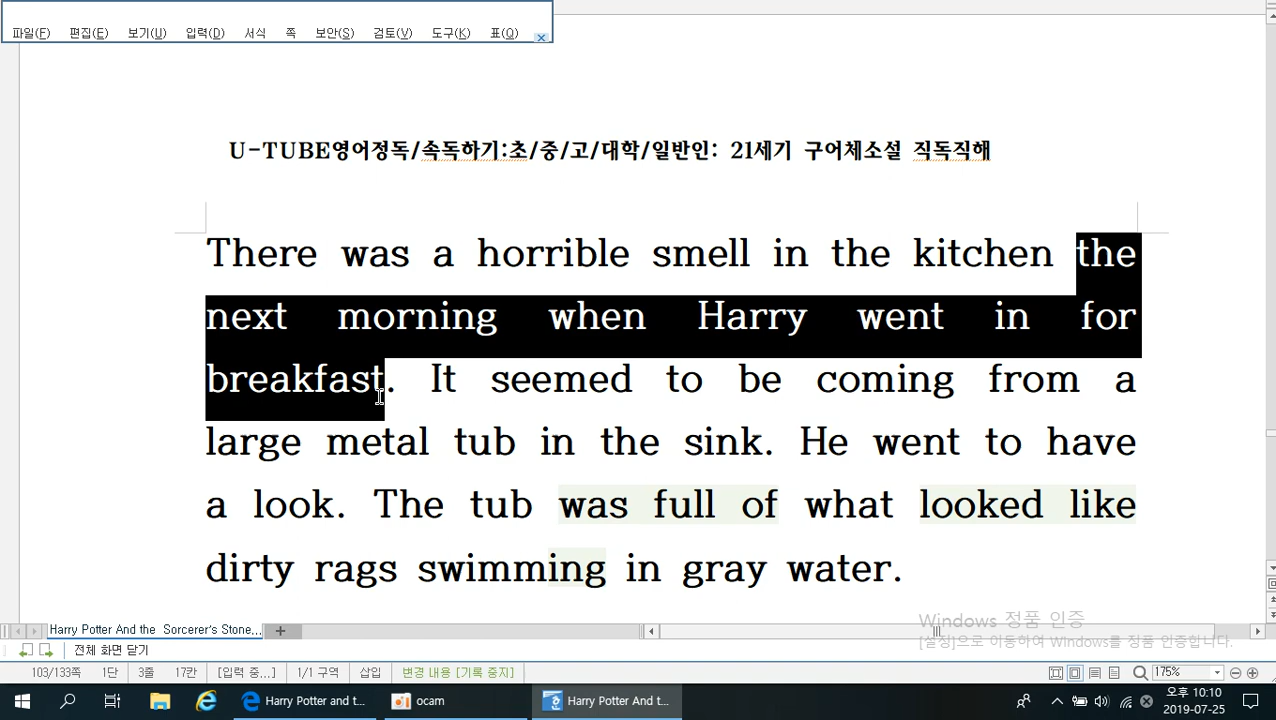 파일(F) 편집(E) 보기(U) 입력(D) 서식 쪽 보안(S) 검토(V) 도구(K) 표(Q)
U-TUBE영어정독/속독하기:초/중/고/대학/일반인: 21세기 구어체소설 직독직해
There was a horrible smell in the kitchen the
next morning when Harry went in for
breakfast. It seemed to be coming from a
large metal tub in the sink. He went to have
a look. The tub was full of what looked like
dirty rags swimming in gray water.
Windows 정품 인증
[설정]으로 이동하여 Windows를 정품 인증합니다.
Harry Potter And the Sorcerer's Stone...
전체 화면 닫기
103/133쪽 1단 3줄 17칸 [입력 중...] 1/1 구역 삽입 변경 내용 [기록 중지] 175%
Harry Potter and t... ocam Harry Potter And t... 오후 10:10
2019-07-25